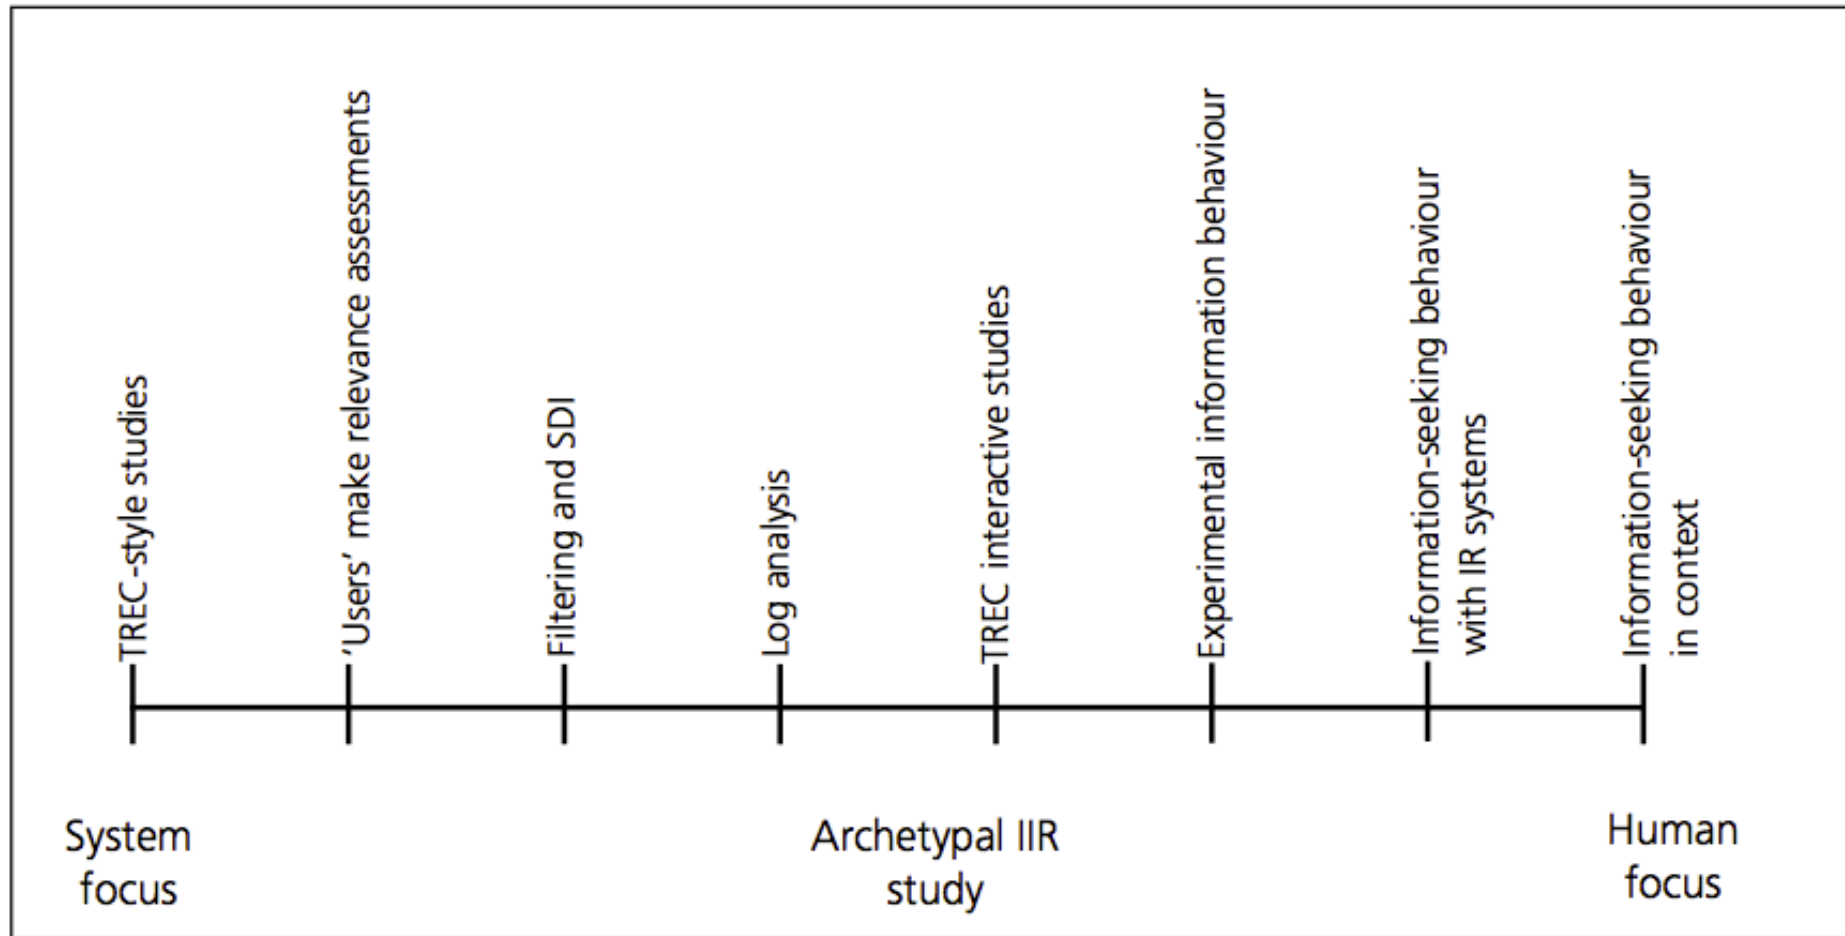 TREC-style studies
‘Users’ make relevance assessments
Filtering and SDI
Log analysis
TREC interactive studies
Experimental information behaviour
Information-seeking behaviour
with IR systems
Information-seeking behaviour
in context
System
focus
Archetypal IIR
study
Human
focus